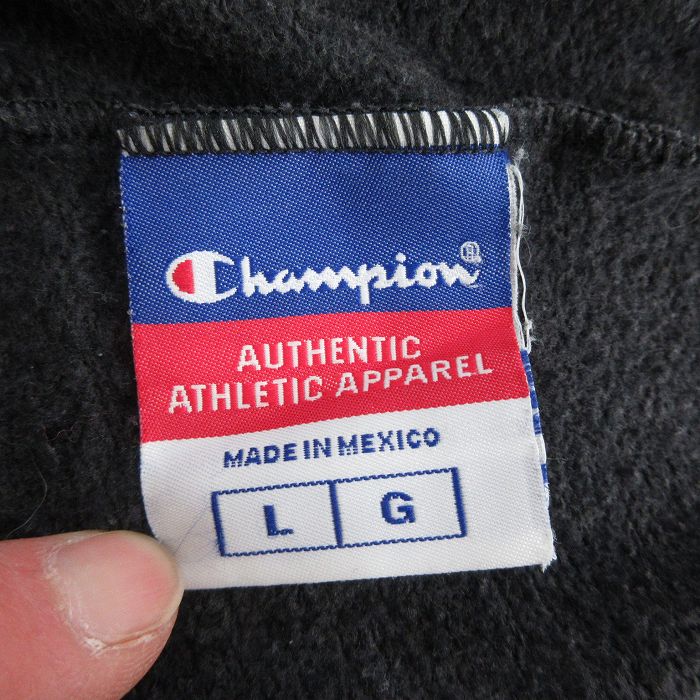 Champion®
AUTHENTIC
ATHLETIC APPAREL
MADE IN MEXICO
L G